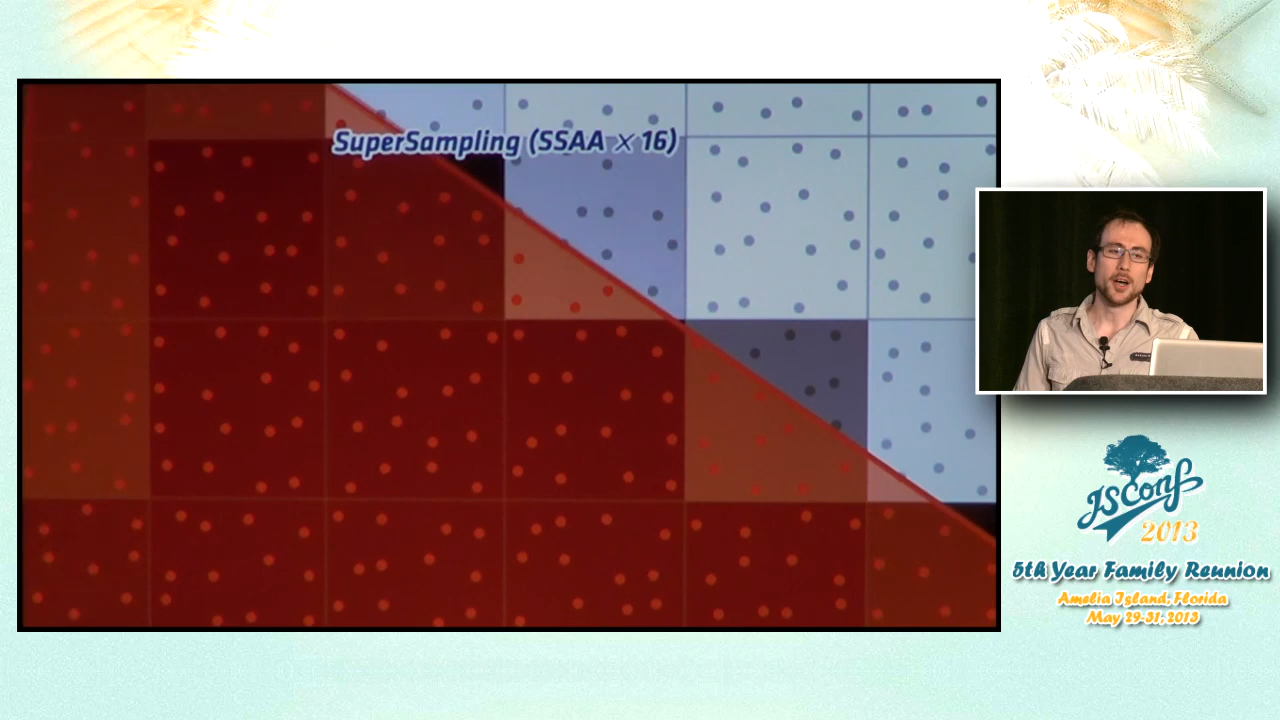 SuperSampling (SSAA × 16)
JSConf
2013
5th Year Family Reunion
Amelia Island, Florida
May 29-31, 2013